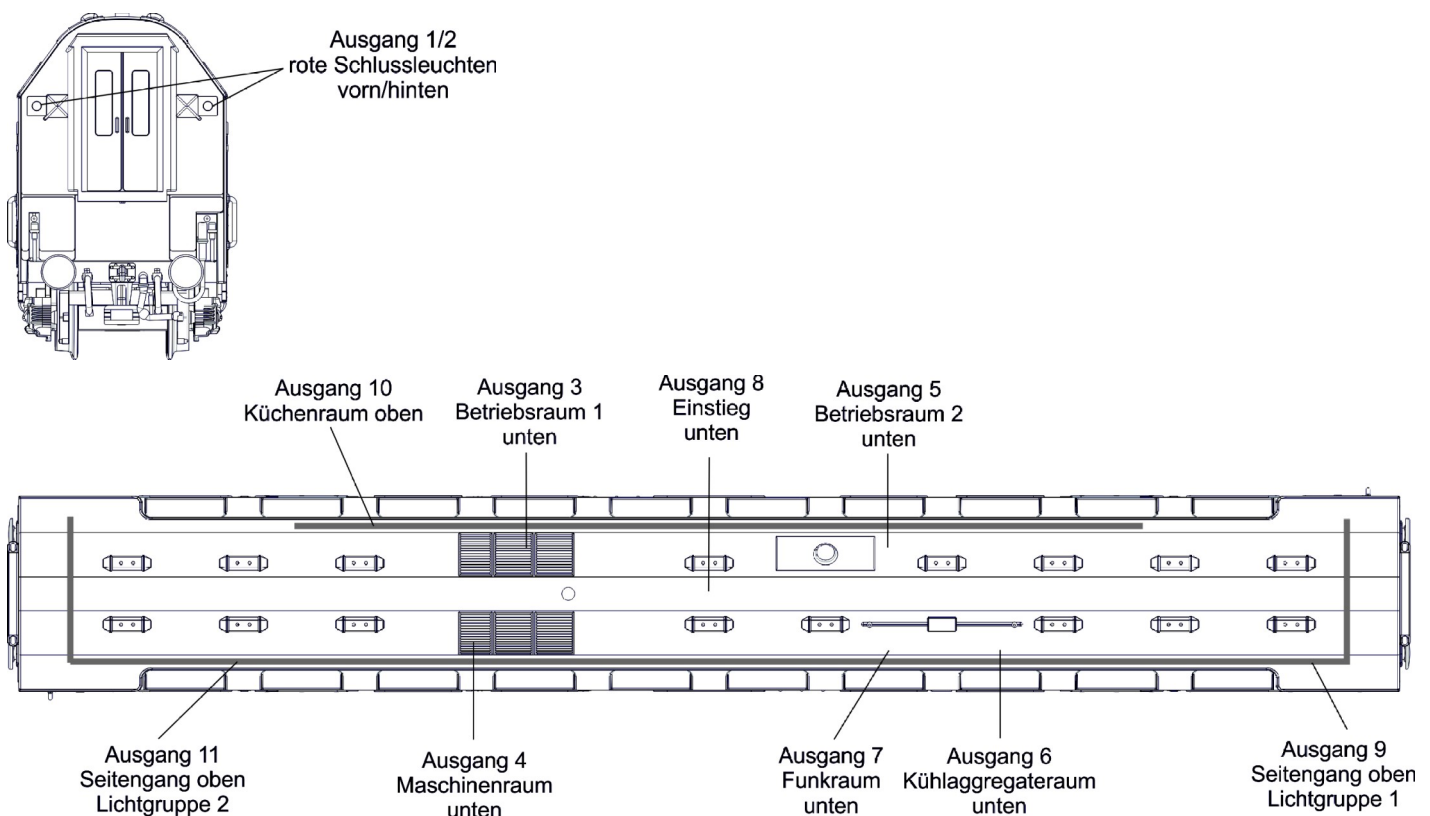 Ausgang 1/2
rote Schlussleuchten
vorn/hinten
Ausgang 10
Küchenraum oben
Ausgang 3
Betriebsraum 1
unten
Ausgang 8
Einstieg
unten
Ausgang 5
Betriebsraum 2
unten
Ausgang 11
Seitengang oben
Lichtgruppe 2
Ausgang 4
Maschinenraum
unten
Ausgang 7
Funkraum
unten
Ausgang 6
Kühlaggregateraum
unten
Ausgang 9
Seitengang oben
Lichtgruppe 1